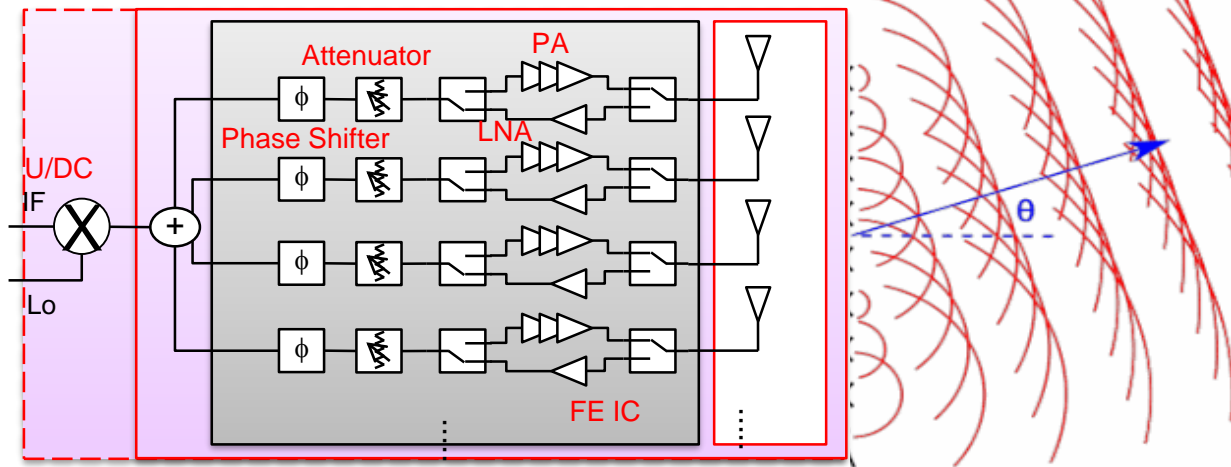 PA
Attenuator
ϕ
LNA
Phase Shifter
U/DC
ϕ
IF
+
θ
ϕ
Lo
ϕ
FE IC